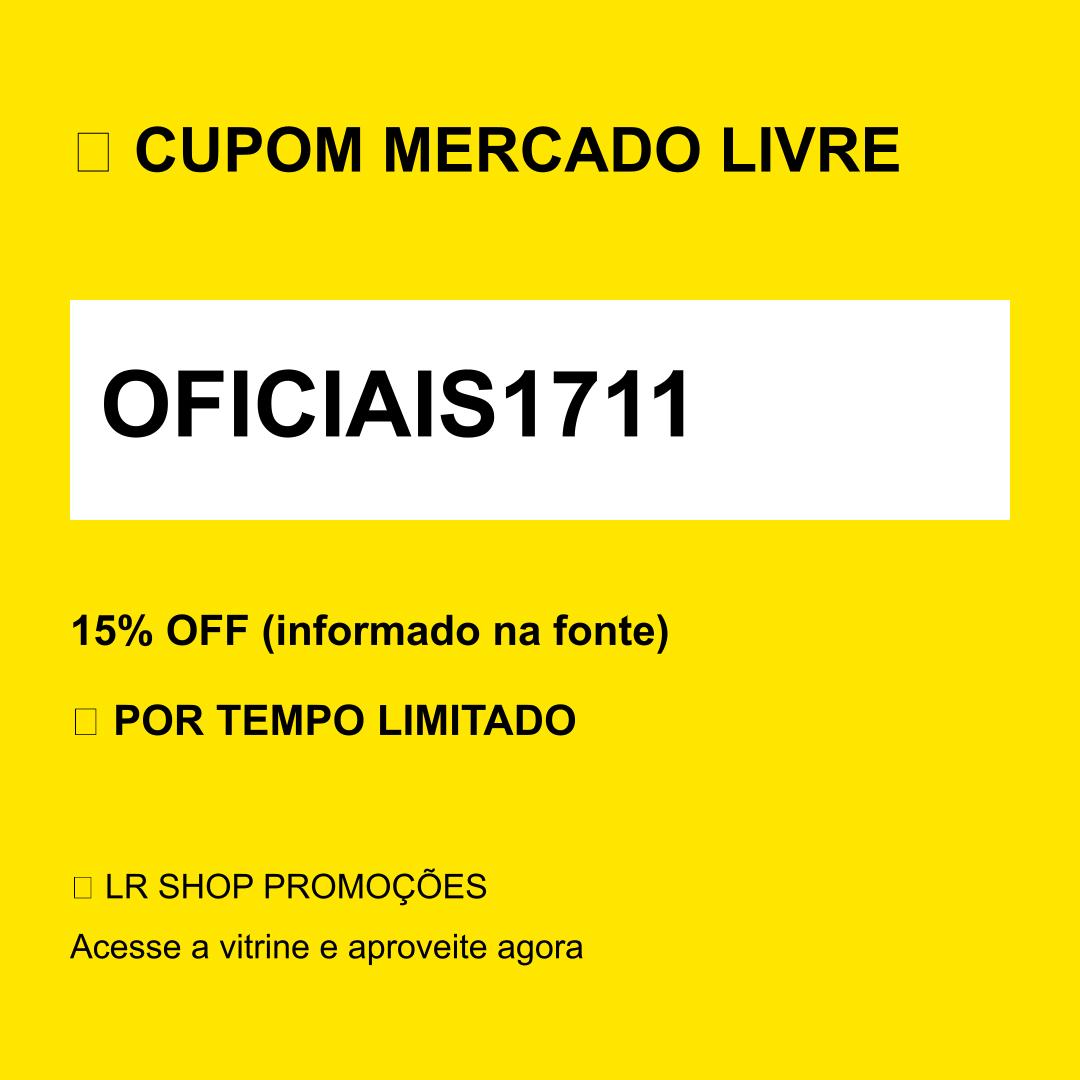 CUPOM MERCADO LIVRE
OFICIAIS1711
15% OFF (informado na fonte)
POR TEMPO LIMITADO
LR SHOP PROMOÇÕES
Acesse a vitrine e aproveite agora